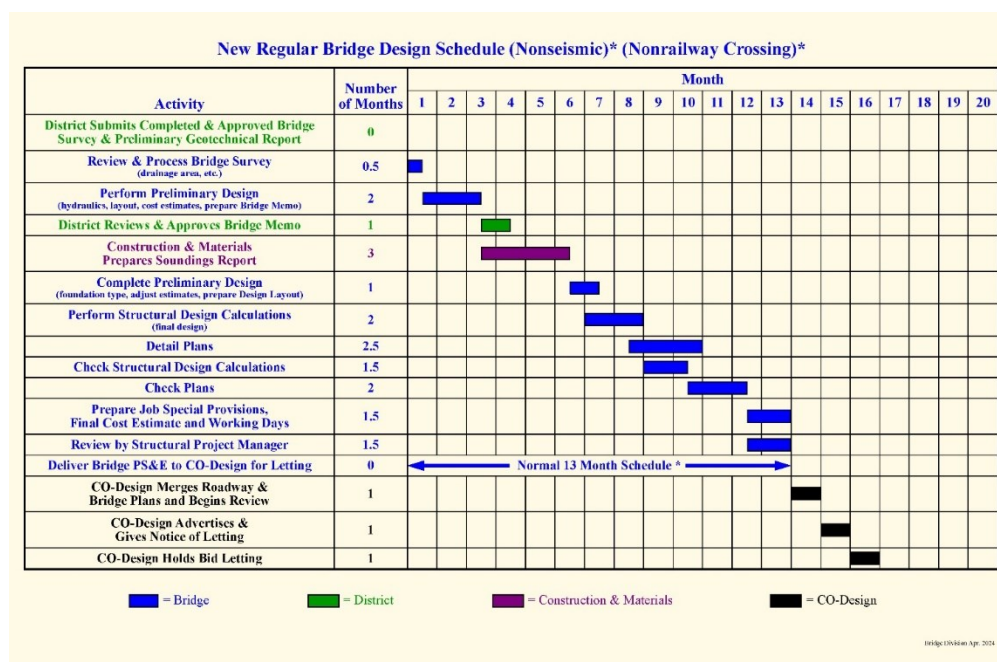 New Regular Bridge Design Schedule (Nonseismic)* (Nonrailway Crossing)*
Activity
Number
of Months
Month
1 2 3 4 5 6 7 8 9 10 11 12 13 14 15 16 17 18 19 20
District Submits Completed & Approved Bridge
Survey & Preliminary Geotechnical Report
0
Review & Process Bridge Survey
(drainage area, etc.)
0.5
Perform Preliminary Design
(hydraulics, layout, cost estimates, prepare Bridge Memo)
2
District Reviews & Approves Bridge Memo
1
Construction & Materials
Prepares Soundings Report
3
Complete Preliminary Design
(foundation type, adjust estimates, prepare Design Layout)
1
Perform Structural Design Calculations
(final design)
2
Detail Plans
2.5
Check Structural Design Calculations
1.5
Check Plans
2
Prepare Job Special Provisions,
Final Cost Estimate and Working Days
1.5
Review by Structural Project Manager
1.5
Deliver Bridge PS&E to CO-Design for Letting
0
Normal 13 Month Schedule *
CO-Design Merges Roadway &
Bridge Plans and Begins Review
1
CO-Design Advertises &
Gives Notice of Letting
1
CO-Design Holds Bid Letting
1
= Bridge
= District
= Construction & Materials
= CO-Design
Bridge Division Apr. 2024